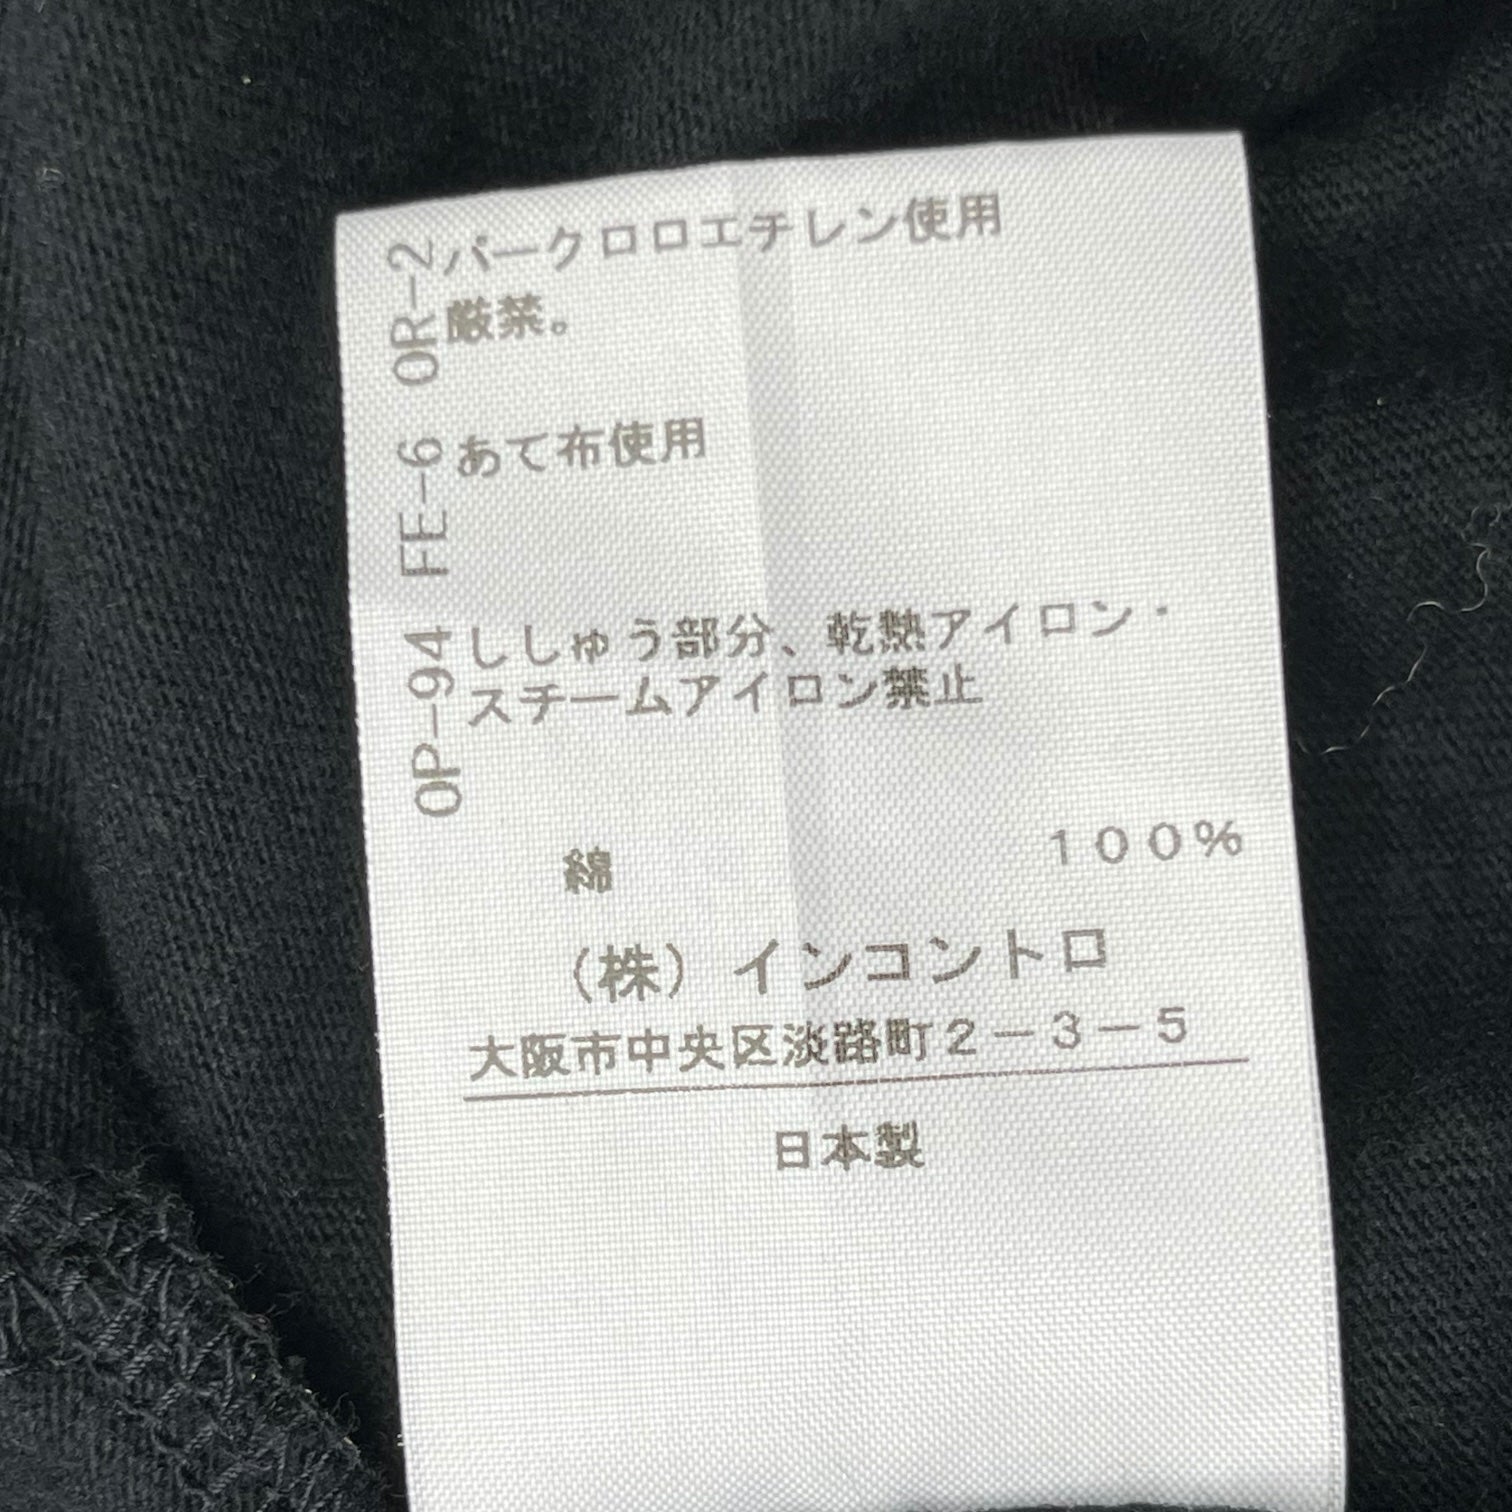 パークロロエチレン使用
厳禁。
あて布使用
ししゅう部分、乾熱アイロン・
スチームアイロン禁止
OP-94 FE-6 OR-2
綿 100%
(株)インコントロ
大阪市中央区淡路町2-3-5
日本製